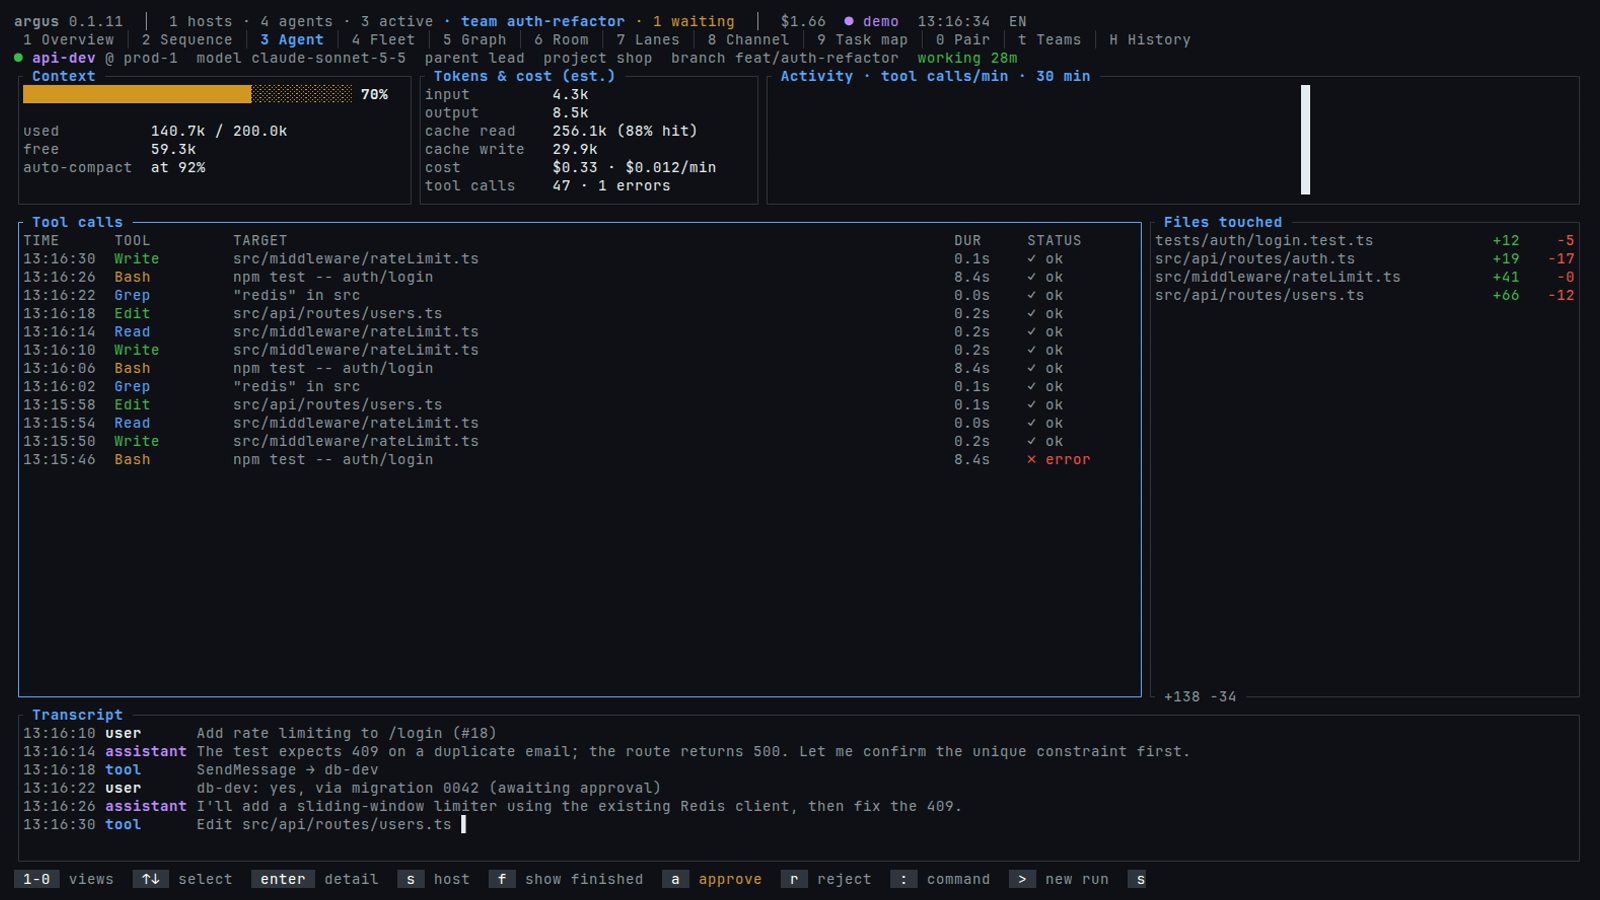 argus 0.1.11 │ 1 hosts · 4 agents · 3 active · team auth-refactor · 1 waiting │ $1.66 ● demo 13:16:34 EN
1 Overview │ 2 Sequence │ 3 Agent │ 4 Fleet │ 5 Graph │ 6 Room │ 7 Lanes │ 8 Channel │ 9 Task map │ 0 Pair │ t Teams │ H History
● api-dev @ prod-1 model claude-sonnet-5-5 parent lead project shop branch feat/auth-refactor working 28m
Context
70%
used 140.7k / 200.0k
free 59.3k
auto-compact at 92%
Tokens & cost (est.)
input 4.3k
output 8.5k
cache read 256.1k (88% hit)
cache write 29.9k
cost $0.33 · $0.012/min
tool calls 47 · 1 errors
Activity · tool calls/min · 30 min
Tool calls
TIME TOOL TARGET DUR STATUS
13:16:30 Write src/middleware/rateLimit.ts 0.1s ✓ ok
13:16:26 Bash npm test -- auth/login 8.4s ✓ ok
13:16:22 Grep "redis" in src 0.0s ✓ ok
13:16:18 Edit src/api/routes/users.ts 0.2s ✓ ok
13:16:14 Read src/middleware/rateLimit.ts 0.2s ✓ ok
13:16:10 Write src/middleware/rateLimit.ts 0.2s ✓ ok
13:16:06 Bash npm test -- auth/login 8.4s ✓ ok
13:16:02 Grep "redis" in src 0.1s ✓ ok
13:15:58 Edit src/api/routes/users.ts 0.1s ✓ ok
13:15:54 Read src/middleware/rateLimit.ts 0.0s ✓ ok
13:15:50 Write src/middleware/rateLimit.ts 0.2s ✓ ok
13:15:46 Bash npm test -- auth/login 8.4s ✗ error
Files touched
tests/auth/login.test.ts +12 -5
src/api/routes/auth.ts +19 -17
src/middleware/rateLimit.ts +41 -0
src/api/routes/users.ts +66 -12
+138 -34
Transcript
13:16:10 user Add rate limiting to /login (#18)
13:16:14 assistant The test expects 409 on a duplicate email; the route returns 500. Let me confirm the unique constraint first.
13:16:18 tool SendMessage → db-dev
13:16:22 user db-dev: yes, via migration 0042 (awaiting approval)
13:16:26 assistant I'll add a sliding-window limiter using the existing Redis client, then fix the 409.
13:16:30 tool Edit src/api/routes/users.ts
1-0 views ↑↓ select enter detail s host f show finished a approve r reject : command > new run s